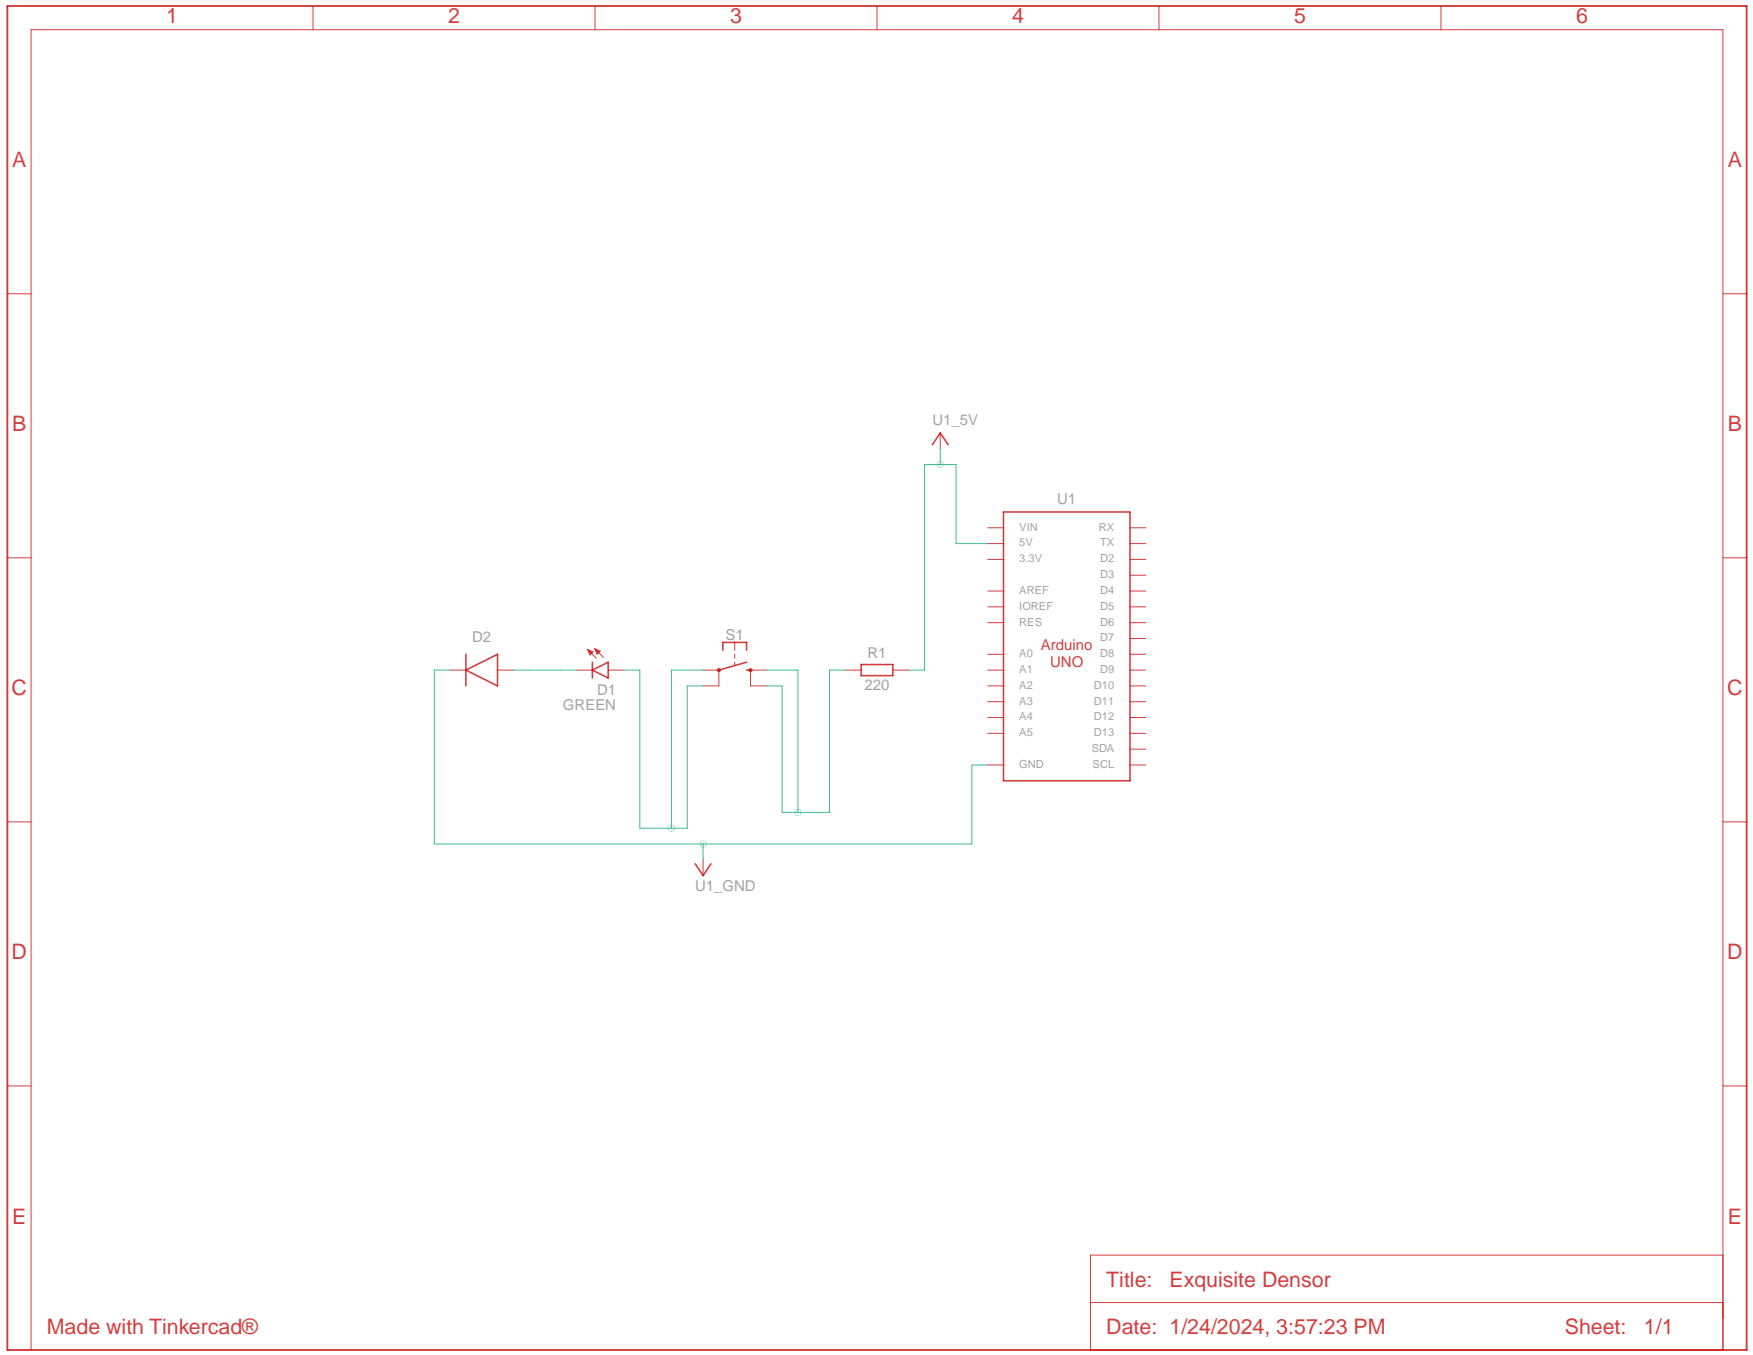 1 2 3 4 5 6
A A
B B
C C
D D
E E
U1_5V
U1
VIN RX
5V TX
3.3V D2
D3
AREF D4
IOREF D5
RES D6
D7
Arduino
UNO
A0 D8
A1 D9
A2 D10
A3 D11
A4 D12
A5 D13
SDA
GND SCL
D2
D1
GREEN
S1
R1
220
U1_GND
Title: Exquisite Densor
Date: 1/24/2024, 3:57:23 PM Sheet: 1/1
Made with Tinkercad®